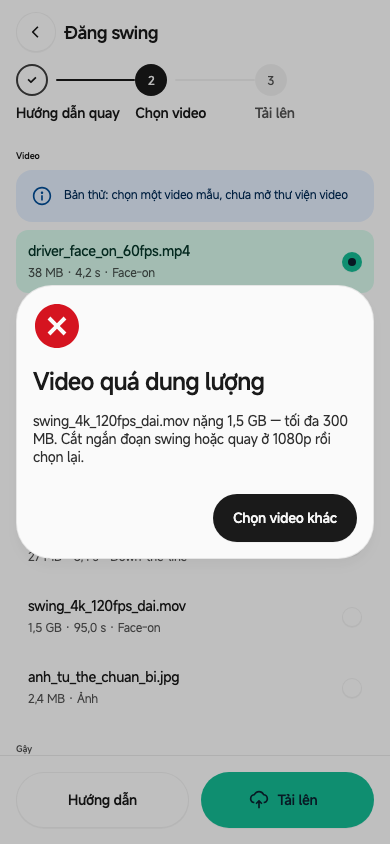 Đăng swing
2
3
Hướng dẫn quay
Chọn video
Tải lên
Video
Bản thử: chọn một video mẫu, chưa mở thư viện video
driver_face_on_60fps.mp4
38 MB · 4,2 s · Face-on
Video quá dung lượng
swing_4k_120fps_dai.mov nặng 1,5 GB — tối đa 300
MB. Cắt ngắn đoạn swing hoặc quay ở 1080p rồi
chọn lại.
Chọn video khác
swing_4k_120fps_dai.mov
1,5 GB · 95,0 s · Face-on
anh_tu_the_chuan_bi.jpg
2,4 MB · Ảnh
Gậy
Hướng dẫn
Tải lên